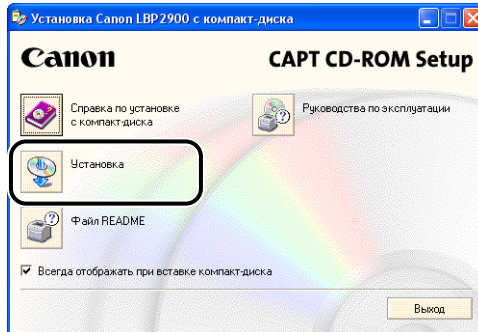 Установка Canon LBP2900 с компакт-диска
Canon
CAPT CD-ROM Setup
Справка по установке
с компакт-диска
Руководства по эксплуатации
Установка
Файл README
Всегда отображать при вставке компакт-диска
Выход